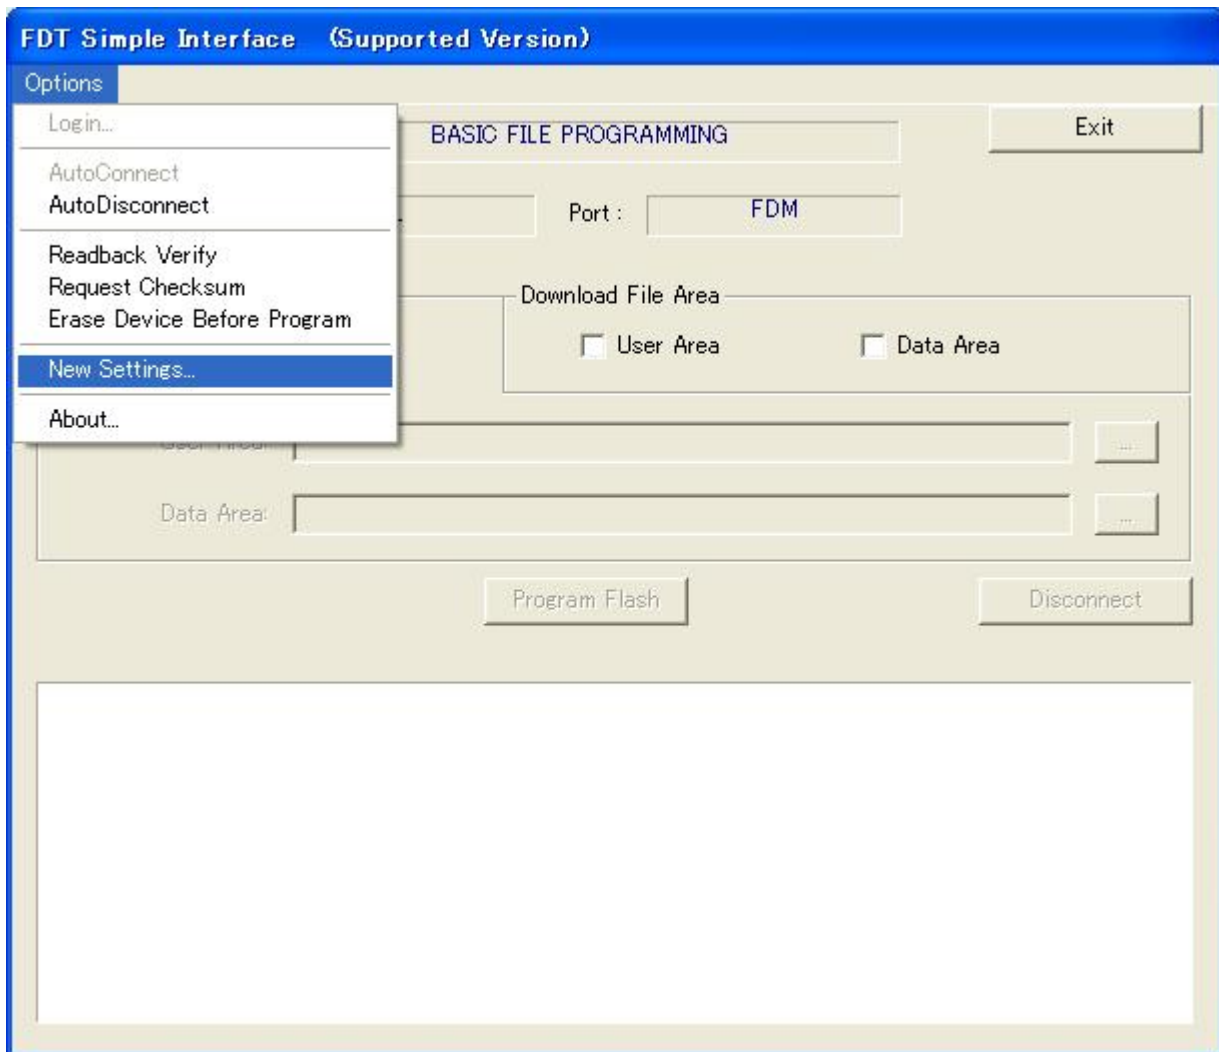 FDT Simple Interface (Supported Version)
Options
Login...
AutoConnect
AutoDisconnect
Readback Verify
Request Checksum
Erase Device Before Program
New Settings...
About...
BASIC FILE PROGRAMMING
Exit
Port : FDM
Download File Area
User Area
Data Area
User Area:
...
Data Area:
...
Program Flash
Disconnect